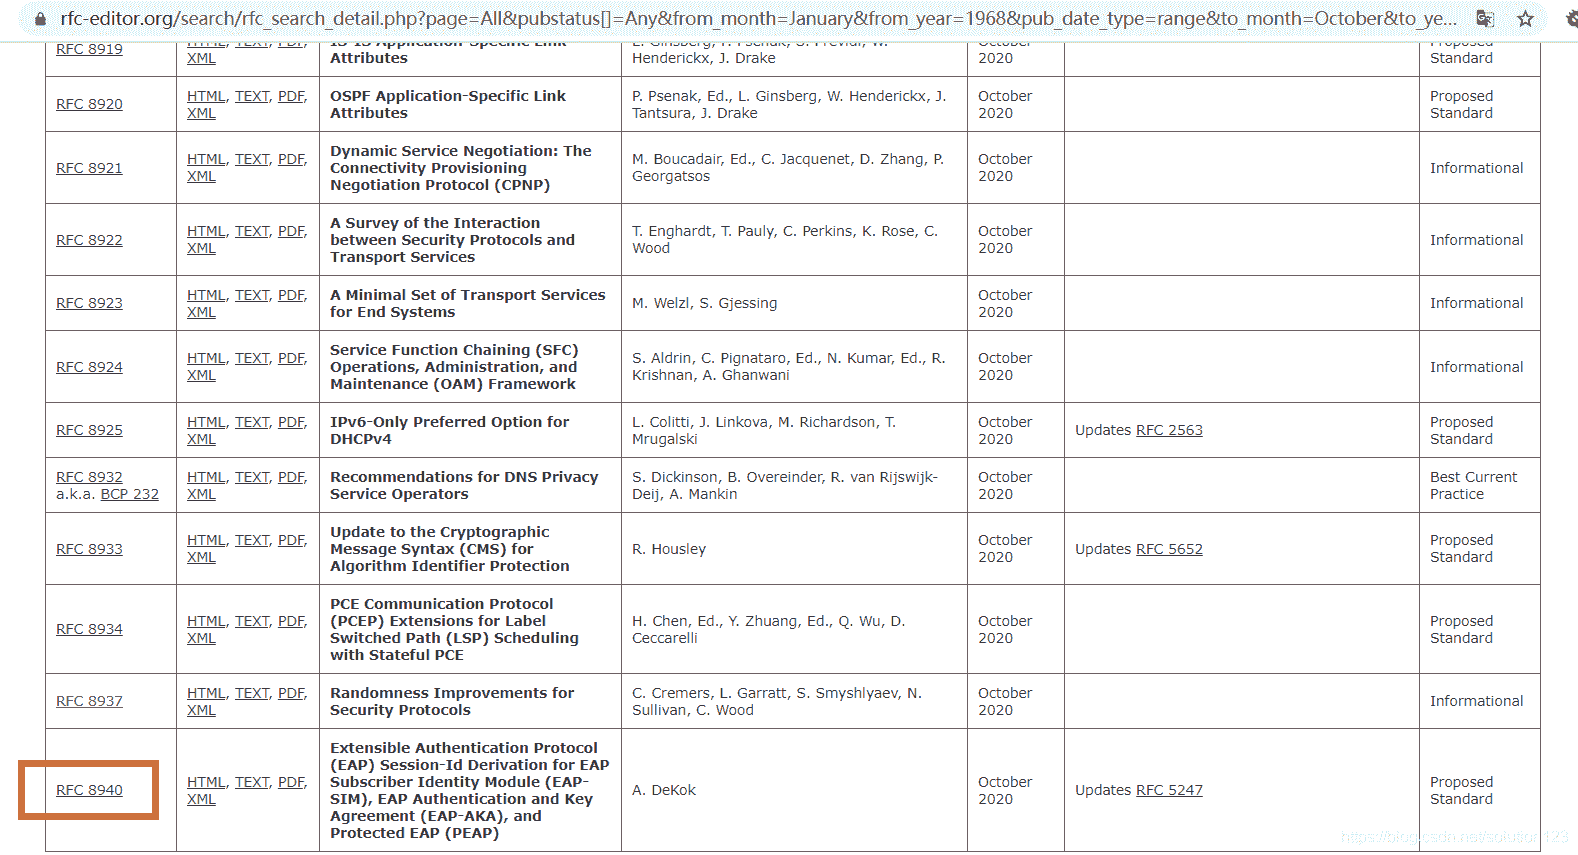 rfc-editor.org/search/rfc_search_detail.php?page=All&pubstatus[]=Any&from_month=January&from_year=1968&pub_date_type=range&to_month=October&to_ye...
RFC 8919
HTML, TEXT, PDF,
XML
IS-IS Application-Specific Link
Attributes
L. Ginsberg, P. Psenak, S. Previdi, W.
Henderickx, J. Drake
October
2020
Proposed
Standard
RFC 8920
HTML, TEXT, PDF,
XML
OSPF Application-Specific Link
Attributes
P. Psenak, Ed., L. Ginsberg, W. Henderickx, J.
Tantsura, J. Drake
October
2020
Proposed
Standard
RFC 8921
HTML, TEXT, PDF,
XML
Dynamic Service Negotiation: The
Connectivity Provisioning
Negotiation Protocol (CPNP)
M. Boucadair, Ed., C. Jacquenet, D. Zhang, P.
Georgatsos
October
2020
Informational
RFC 8922
HTML, TEXT, PDF,
XML
A Survey of the Interaction
between Security Protocols and
Transport Services
T. Enghardt, T. Pauly, C. Perkins, K. Rose, C.
Wood
October
2020
Informational
RFC 8923
HTML, TEXT, PDF,
XML
A Minimal Set of Transport Services
for End Systems
M. Welzl, S. Gjessing
October
2020
Informational
RFC 8924
HTML, TEXT, PDF,
XML
Service Function Chaining (SFC)
Operations, Administration, and
Maintenance (OAM) Framework
S. Aldrin, C. Pignataro, Ed., N. Kumar, Ed., R.
Krishnan, A. Ghanwani
October
2020
Informational
RFC 8925
HTML, TEXT, PDF,
XML
IPv6-Only Preferred Option for
DHCPv4
L. Colitti, J. Linkova, M. Richardson, T.
Mrugalski
October
2020
Updates RFC 2563
Proposed
Standard
RFC 8932
a.k.a. BCP 232
HTML, TEXT, PDF,
XML
Recommendations for DNS Privacy
Service Operators
S. Dickinson, B. Overeinder, R. van Rijswijk-
Deij, A. Mankin
October
2020
Best Current
Practice
RFC 8933
HTML, TEXT, PDF,
XML
Update to the Cryptographic
Message Syntax (CMS) for
Algorithm Identifier Protection
R. Housley
October
2020
Updates RFC 5652
Proposed
Standard
RFC 8934
HTML, TEXT, PDF,
XML
PCE Communication Protocol
(PCEP) Extensions for Label
Switched Path (LSP) Scheduling
with Stateful PCE
H. Chen, Ed., Y. Zhuang, Ed., Q. Wu, D.
Ceccarelli
October
2020
Proposed
Standard
RFC 8937
HTML, TEXT, PDF,
XML
Randomness Improvements for
Security Protocols
C. Cremers, L. Garratt, S. Smyshlyaev, N.
Sullivan, C. Wood
October
2020
Informational
RFC 8940
HTML, TEXT, PDF,
XML
Extensible Authentication Protocol
(EAP) Session-Id Derivation for EAP
Subscriber Identity Module (EAP-
SIM), EAP Authentication and Key
Agreement (EAP-AKA), and
Protected EAP (PEAP)
A. DeKok
October
2020
Updates RFC 5247
Proposed
Standard
https://blog.csdn.net/solution123